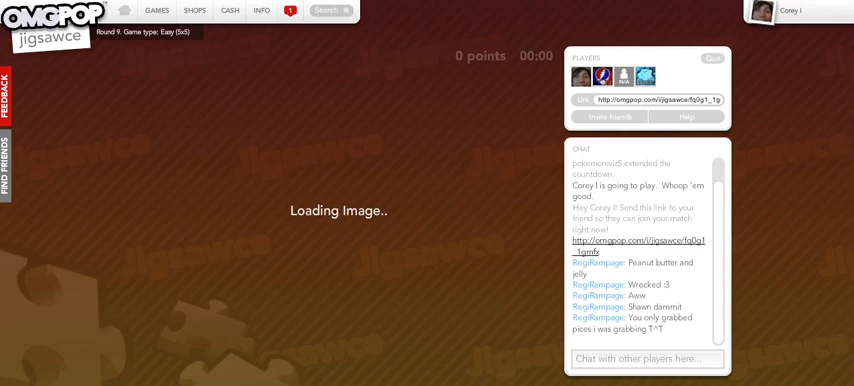 OMGPOP
GAMES SHOPS CASH INFO 1 Search
Corey I
jigsawce
Round 9. Game type: Easy (5x5)
0 points 00:00
FEEDBACK
FIND FRIENDS
Loading Image..
PLAYERS Quit
N/A
Link http://omgpop.com/i/jigsawce/fq0g1_1g
Invite friends Help
CHAT
pokemonwiz5 extended the
countdown.
Corey I is going to play. Whoop 'em
good.
Hey Corey I! Send this link to your
friend so they can join your match
right now!
http://omgpop.com/i/jigsawce/fq0g1
_1gmfx
RegiRampage: Peanut butter and
jelly
RegiRampage: Wrecked :3
RegiRampage: Aww
RegiRampage: Shawn dammit
RegiRampage: You only grabbed
pices i was grabbing T^T
Chat with other players here...